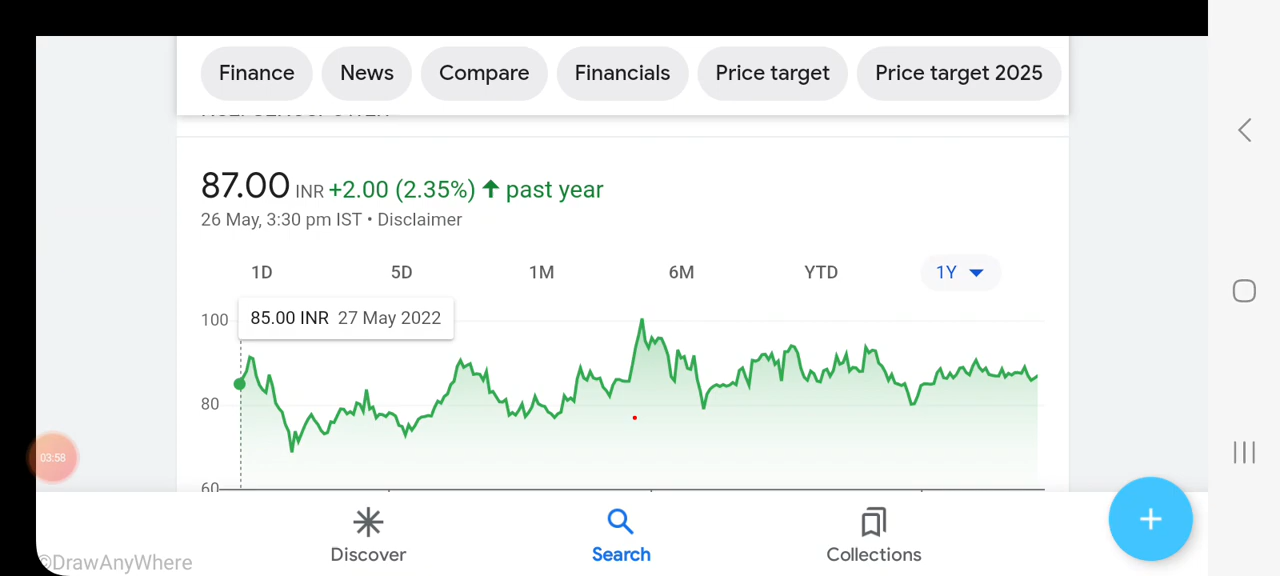 Finance News Compare Financials Price target Price target 2025
87.00 INR +2.00 (2.35%) ↑ past year
26 May, 3:30 pm IST • Disclaimer
1D 5D 1M 6M YTD 1Y
100
85.00 INR 27 May 2022
80
60
03:58
Discover Search Collections
©DrawAnyWhere